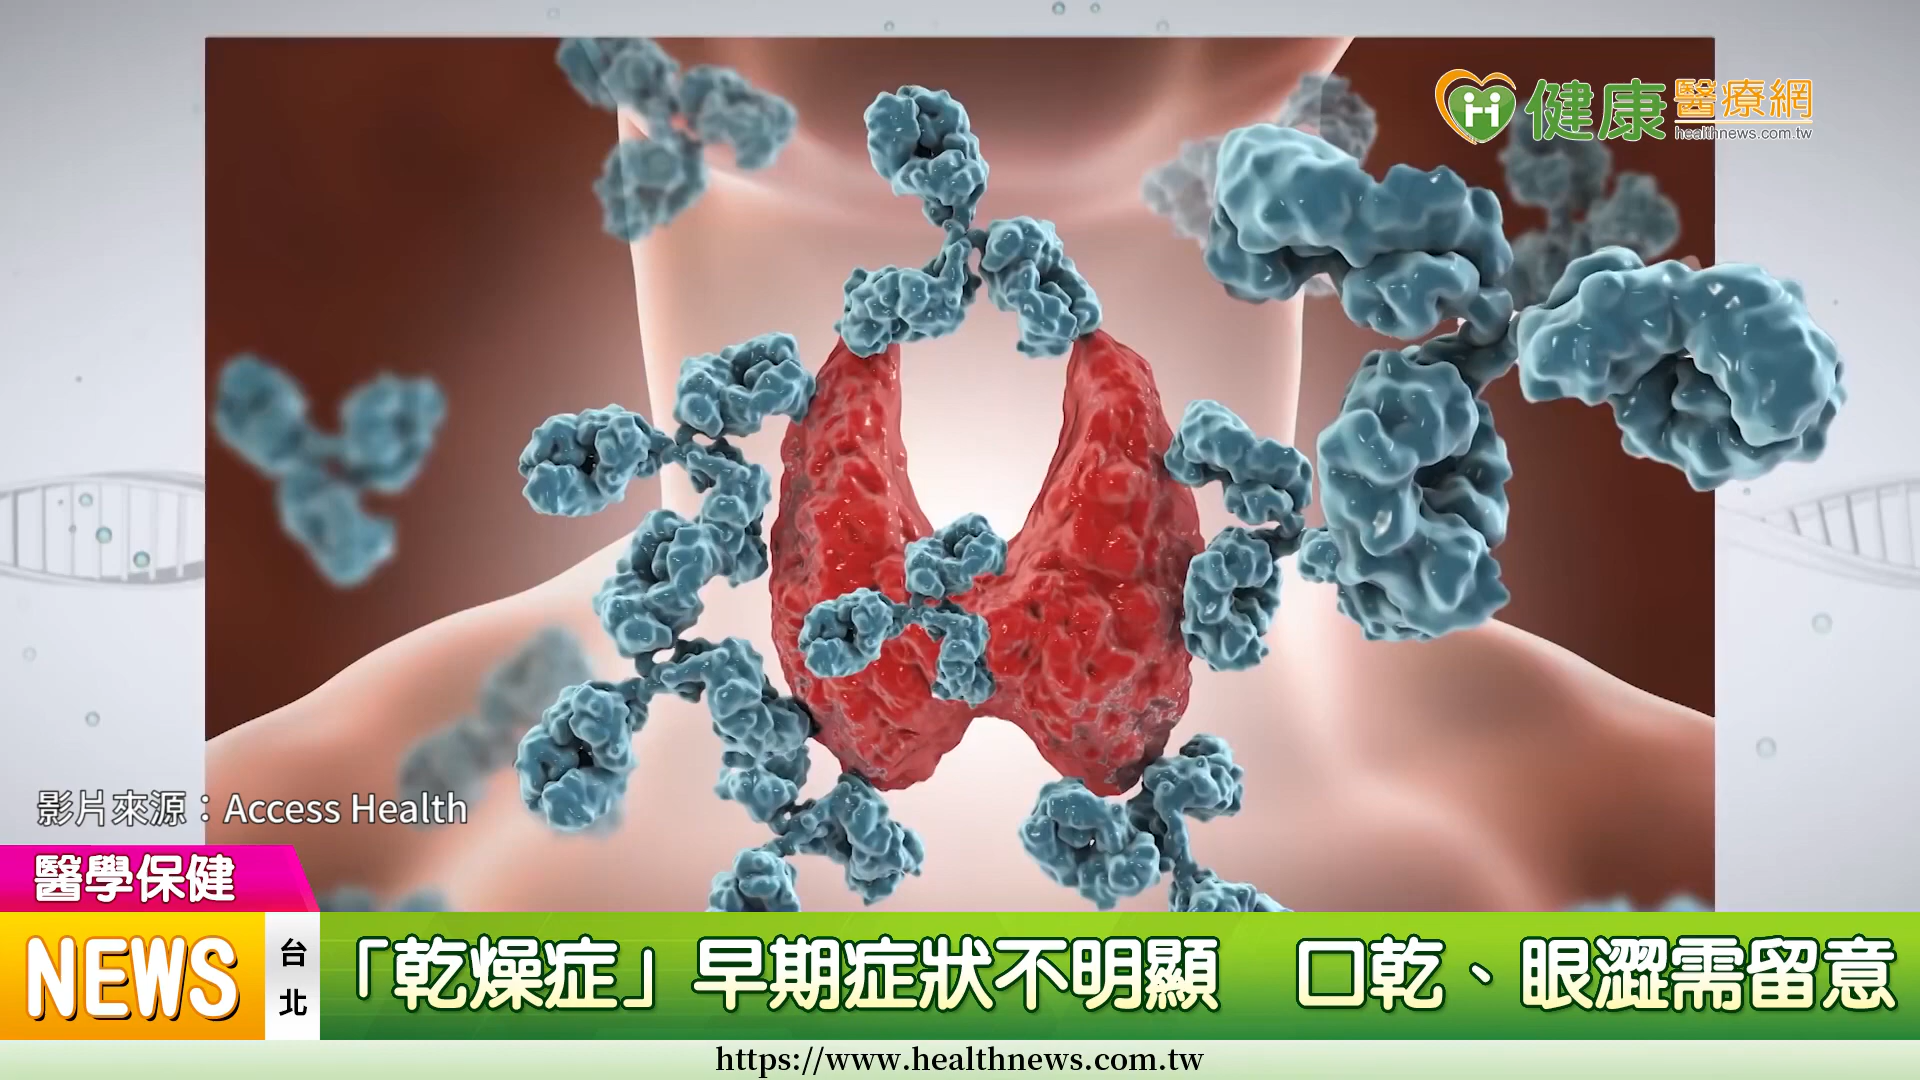 健康醫療網
healthnews.com.tw
影片來源：Access Health
醫學保健
NEWS
台北
「乾燥症」早期症狀不明顯　口乾、眼澀需留意
https://www.healthnews.com.tw